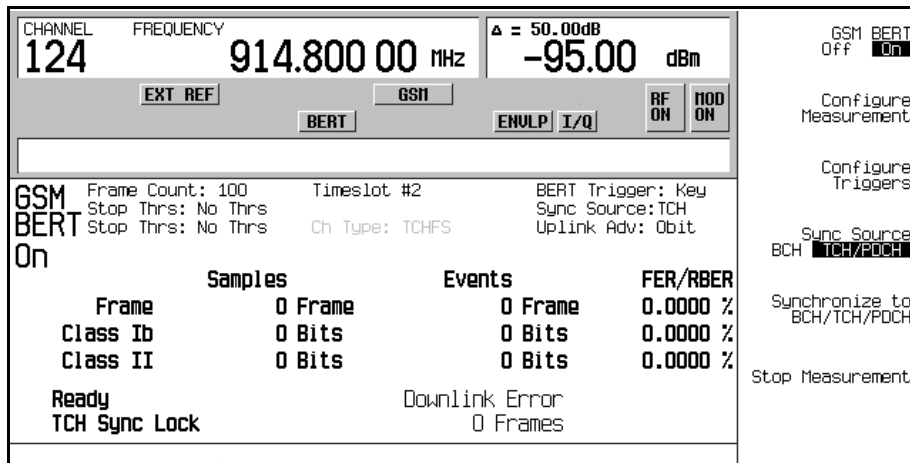 CHANNEL FREQUENCY Δ = 50.00dB
124 914.800 00 MHz -95.00 dBm
EXT REF GSM RF ON MOD ON
BERT ENVLP I/Q
GSM BERT On
Frame Count: 100 Timeslot #2 BERT Trigger: Key
Stop Thrs: No Thrs Sync Source:TCH
Stop Thrs: No Thrs Ch Type: TCHFS Uplink Adv: 0bit
Samples Events FER/RBER
Frame 0 Frame 0 Frame 0.0000 %
Class Ib 0 Bits 0 Bits 0.0000 %
Class II 0 Bits 0 Bits 0.0000 %
Ready Downlink Error
TCH Sync Lock 0 Frames
GSM BERT
Off On
Configure
Measurement
Configure
Triggers
Sync Source
BCH TCH/PDCH
Synchronize to
BCH/TCH/PDCH
Stop Measurement